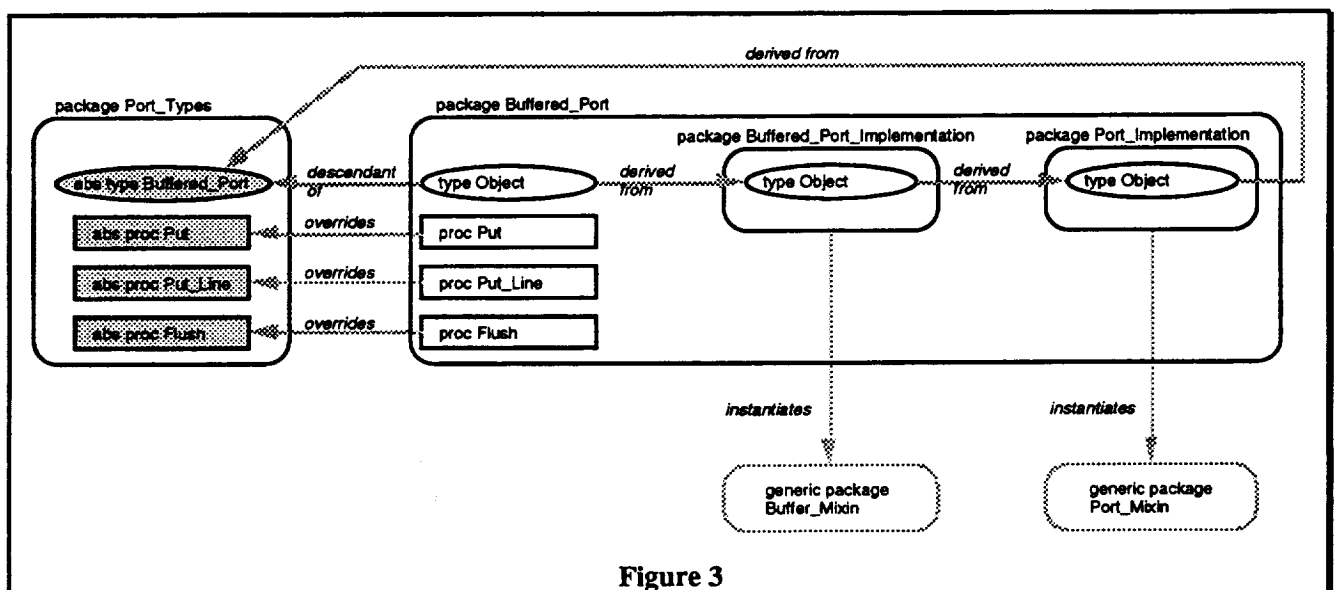 derived from
package Port_Types
package Buffered_Port
package Buffered_Port_Implementation
package Port_Implementation
abs type Buffered_Port
descendant
of
type Object
derived
from
type Object
derived
from
type Object
abs proc Put
overrides
proc Put
abs proc Put_Line
overrides
proc Put_Line
abs proc Flush
overrides
proc Flush
instantiates
instantiates
generic package
Buffer_Mixin
generic package
Port_Mixin
Figure 3